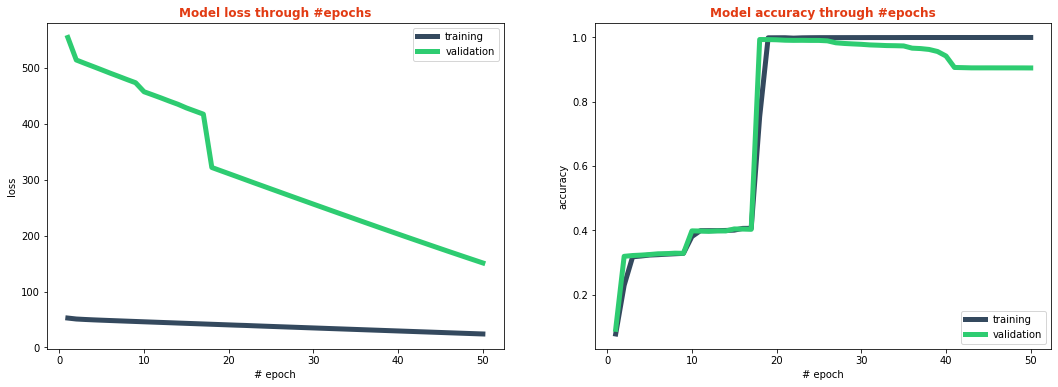 Model loss through #epochs
training
validation
500
400
300
200
100
0
loss
0
10
20
30
40
50
# epoch
Model accuracy through #epochs
1.0
0.8
0.6
0.4
0.2
accuracy
training
validation
0
10
20
30
40
50
# epoch